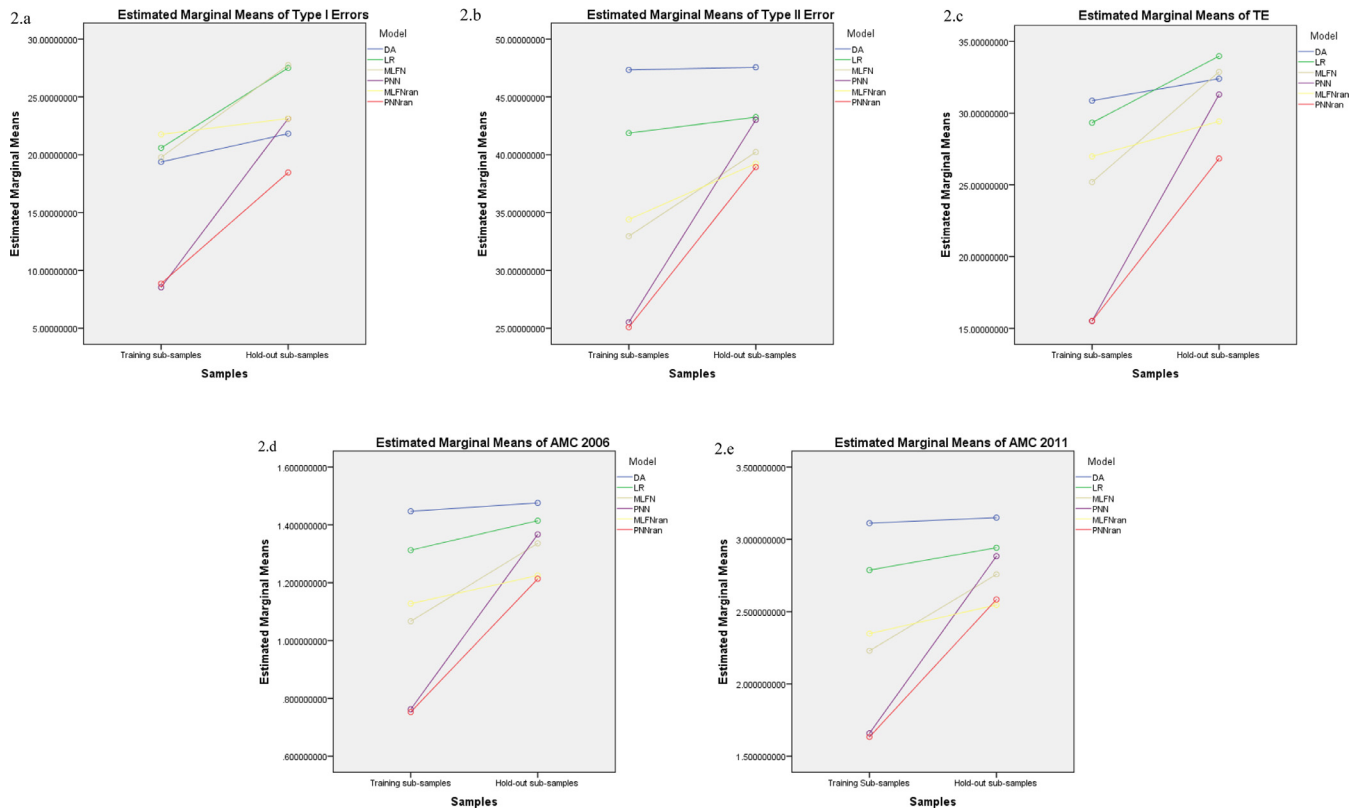 2.a
Estimated Marginal Means of Type I Errors
Estimated Marginal Means
30.00000000
25.00000000
20.00000000
15.00000000
10.00000000
5.00000000
Training sub-samples
Hold-out sub-samples
Samples
Model
DA
LR
MLFN
PNN
MLFNran
PNNran
2.b
Estimated Marginal Means of Type II Error
Estimated Marginal Means
50.00000000
45.00000000
40.00000000
35.00000000
30.00000000
25.00000000
Training sub-samples
Hold-out sub-samples
Samples
Model
DA
LR
MLFN
PNN
MLFNran
PNNran
2.c
Estimated Marginal Means of TE
Estimated Marginal Means
35.00000000
30.00000000
25.00000000
20.00000000
15.00000000
Training sub-samples
Hold-out sub-samples
Samples
Model
DA
LR
MLFN
PNN
MLFNran
PNNran
2.d
Estimated Marginal Means of AMC 2006
Estimated Marginal Means
1.600000000
1.400000000
1.200000000
1.000000000
.800000000
.600000000
Training sub-samples
Hold-out sub-samples
Samples
Model
DA
LR
MLFN
PNN
MLFNran
PNNran
2.e
Estimated Marginal Means of AMC 2011
Estimated Marginal Means
3.500000000
3.000000000
2.500000000
2.000000000
1.500000000
Training Sub-samples
Hold-out sub-samples
Samples
Model
DA
LR
MLFN
PNN
MLFNran
PNNran